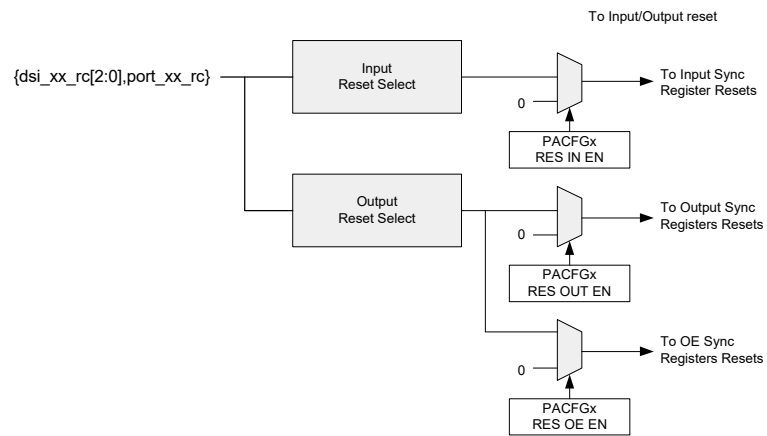 To Input/Output reset
{dsi_xx_rc[2:0],port_xx_rc}
Input
Reset Select
0
To Input Sync
Register Resets
PACFGx
RES IN EN
Output
Reset Select
0
To Output Sync
Registers Resets
PACFGx
RES OUT EN
0
To OE Sync
Registers Resets
PACFGx
RES OE EN